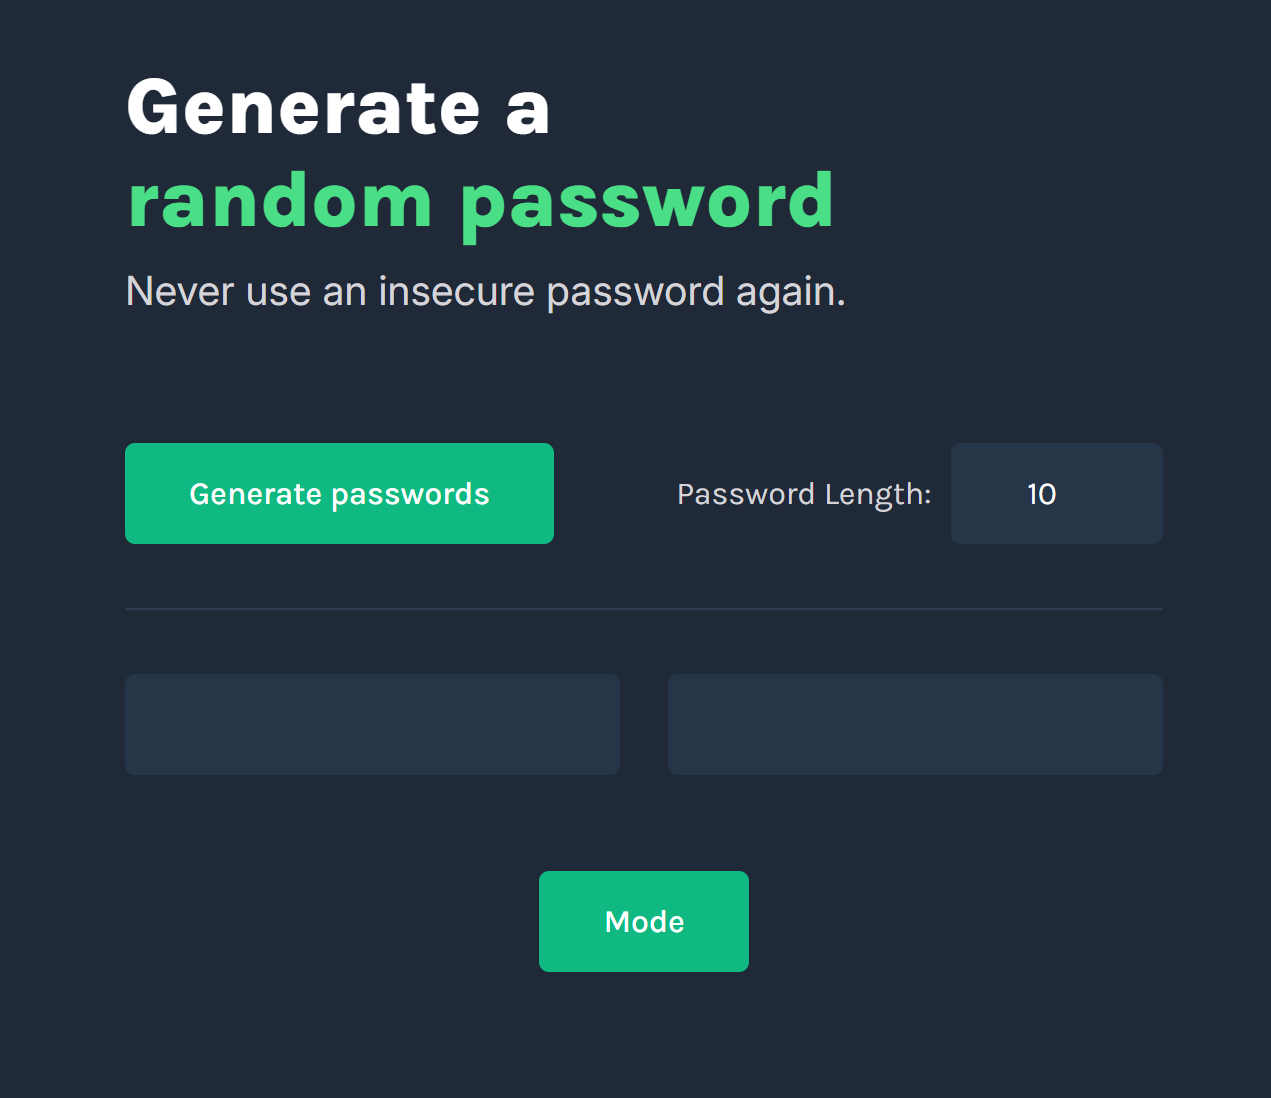 Generate a
random password
Never use an insecure password again.
Generate passwords
Password Length:
10
Mode